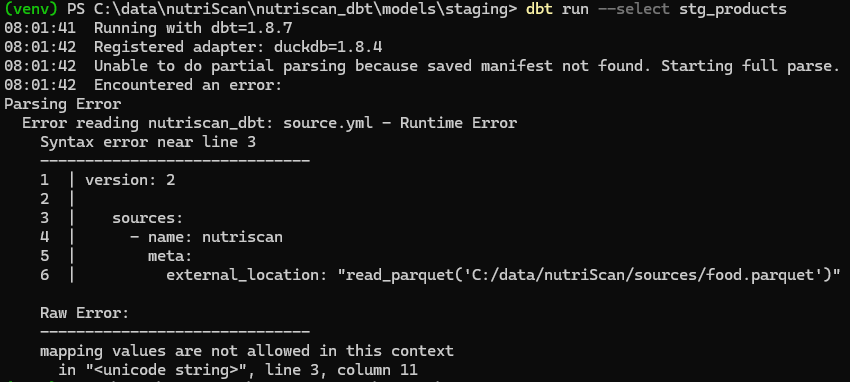 (venv) PS C:\data\nutriScan\nutriscan_dbt\models\staging> dbt run --select stg_products
08:01:41  Running with dbt=1.8.7
08:01:42  Registered adapter: duckdb=1.8.4
08:01:42  Unable to do partial parsing because saved manifest not found. Starting full parse.
08:01:42  Encountered an error:
Parsing Error
  Error reading nutriscan_dbt: source.yml - Runtime Error
    Syntax error near line 3
    ------------------------------
    1  | version: 2
    2  |
    3  |    sources:
    4  |      - name: nutriscan
    5  |        meta:
    6  |          external_location: "read_parquet('C:/data/nutriScan/sources/food.parquet')"
    Raw Error:
    ------------------------------
    mapping values are not allowed in this context
      in "<unicode string>", line 3, column 11